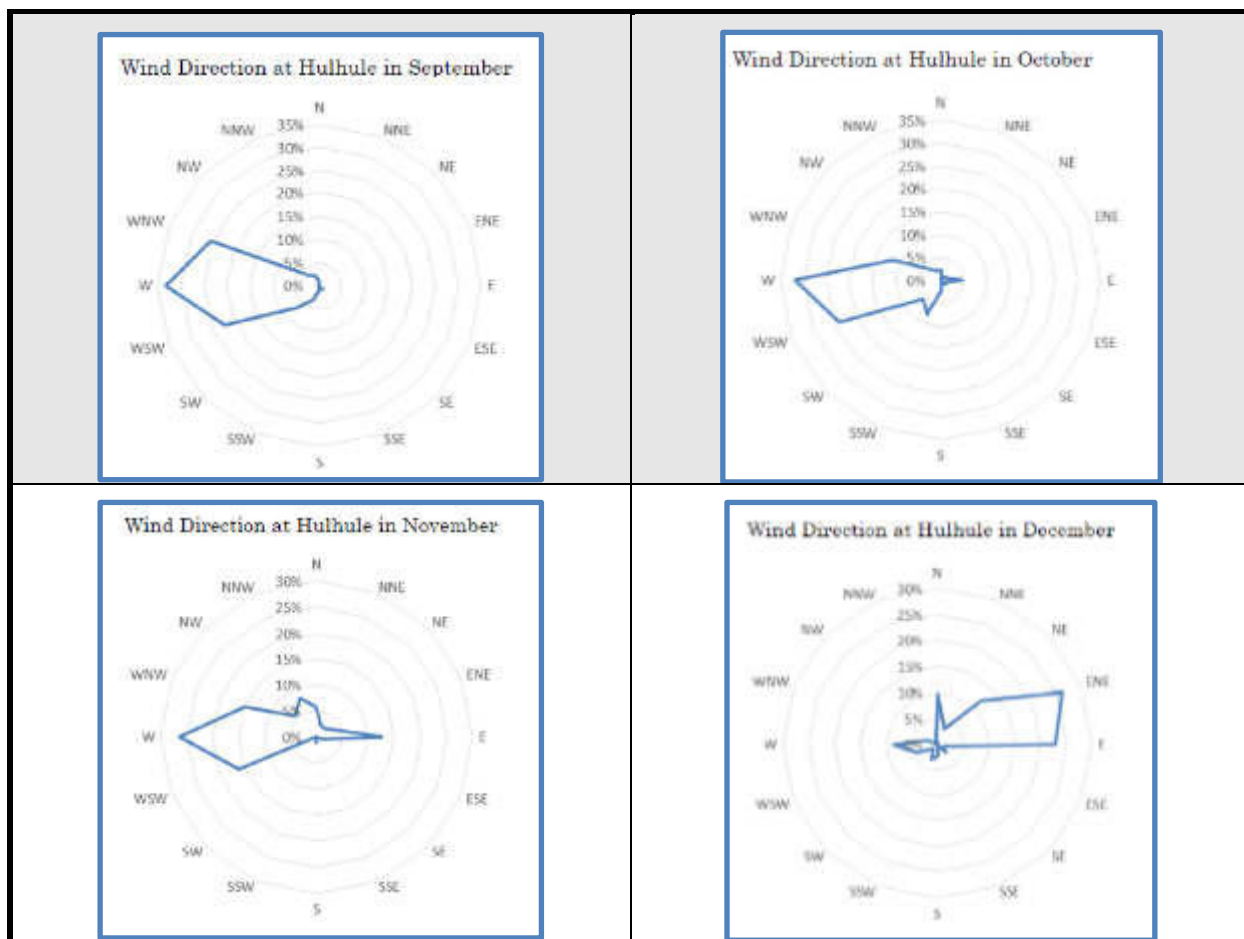 Wind Direction at Hulhule in September
N
NNW 35% NNE
30%
NW 25% NE
20%
WNW 15% ENE
10%
5%
W 0% E
WSW ESE
SW SE
SSW SSE
S
Wind Direction at Hulhule in October
N
NNW 35% NNE
30%
NW 25% NE
20%
WNW 15% ENE
10%
5%
W 0% E
WSW ESE
SW SE
SSW SSE
S
Wind Direction at Hulhule in November
N
NNW 30% NNE
25%
NW 20% NE
15%
WNW 10% ENE
5%
W 0% E
WSW ESE
SW SE
SSW SSE
S
Wind Direction at Hulhule in December
N
NNW 30% NNE
25%
NW 20% NE
15%
WNW 10% ENE
5%
W E
WSW ESE
SW SE
SSW SSE
S